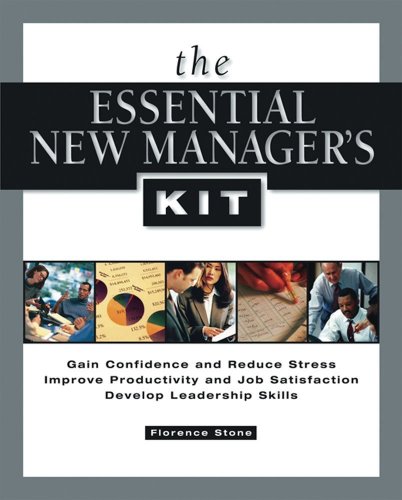 the
ESSENTIAL
NEW MANAGER'S
KIT
Gain Confidence and Reduce Stress
Improve Productivity and Job Satisfaction
Develop Leadership Skills
Florence Stone